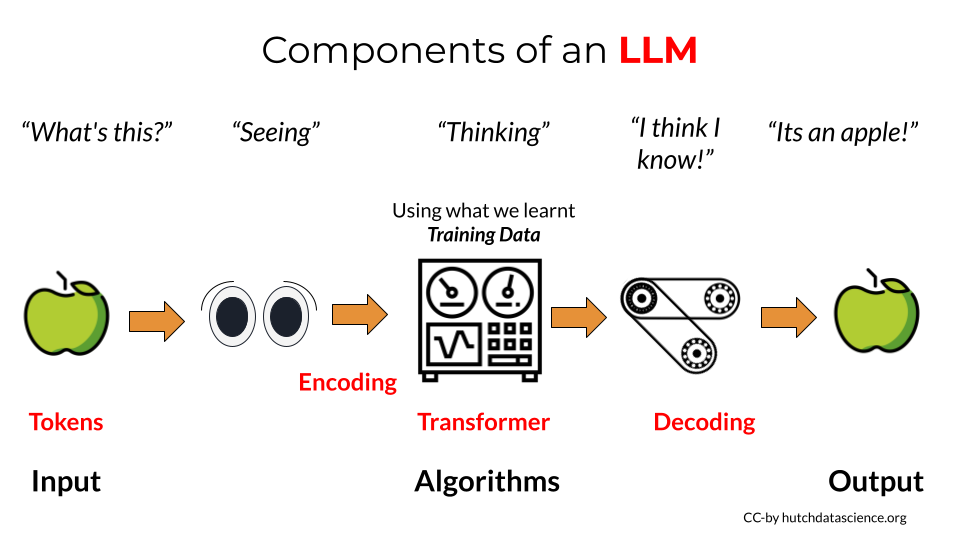 Components of an LLM
“What's this?”
“Seeing”
“Thinking”
“I think I
know!”
“Its an apple!”
Using what we learnt
Training Data
Encoding
Tokens
Transformer
Decoding
Input
Algorithms
Output
CC-by hutchdatascience.org